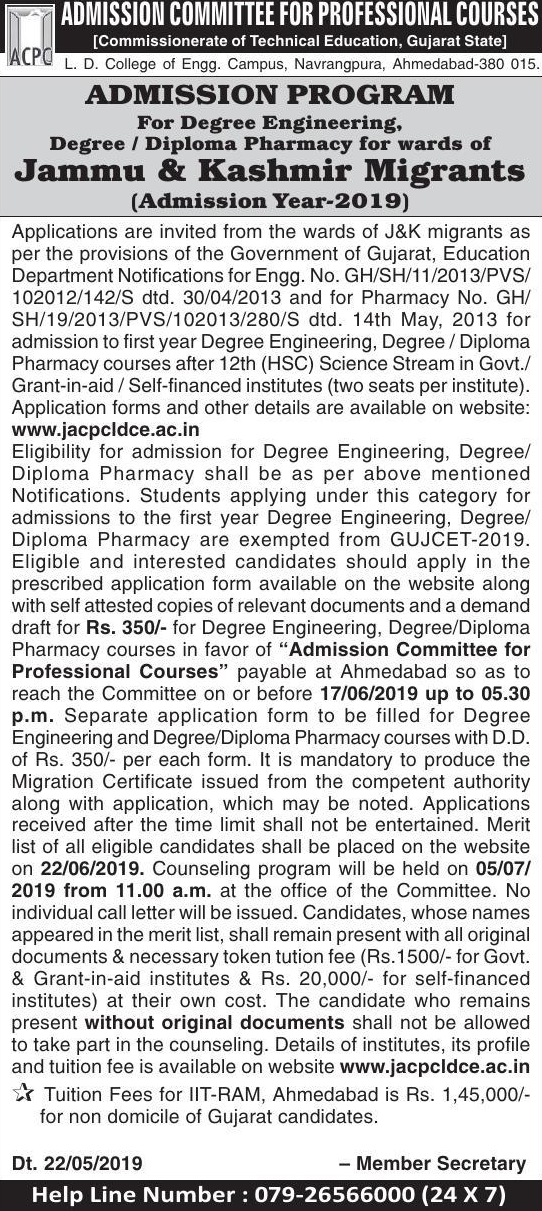 ACPC
ADMISSION COMMITTEE FOR PROFESSIONAL COURSES
[Commissionerate of Technical Education, Gujarat State]
L. D. College of Engg. Campus, Navrangpura, Ahmedabad-380 015.
ADMISSION PROGRAM
For Degree Engineering,
Degree / Diploma Pharmacy for wards of
Jammu & Kashmir Migrants
(Admission Year-2019)
Applications are invited from the wards of J&K migrants as
per the provisions of the Government of Gujarat, Education
Department Notifications for Engg. No. GH/SH/11/2013/PVS/
102012/142/S dtd. 30/04/2013 and for Pharmacy No. GH/
SH/19/2013/PVS/102013/280/S dtd. 14th May, 2013 for
admission to first year Degree Engineering, Degree / Diploma
Pharmacy courses after 12th (HSC) Science Stream in Govt./
Grant-in-aid / Self-financed institutes (two seats per institute).
Application forms and other details are available on website:
www.jacpcldce.ac.in
Eligibility for admission for Degree Engineering, Degree/
Diploma Pharmacy shall be as per above mentioned
Notifications. Students applying under this category for
admissions to the first year Degree Engineering, Degree/
Diploma Pharmacy are exempted from GUJCET-2019.
Eligible and interested candidates should apply in the
prescribed application form available on the website along
with self attested copies of relevant documents and a demand
draft for Rs. 350/- for Degree Engineering, Degree/Diploma
Pharmacy courses in favor of “Admission Committee for
Professional Courses” payable at Ahmedabad so as to
reach the Committee on or before 17/06/2019 up to 05.30
p.m. Separate application form to be filled for Degree
Engineering and Degree/Diploma Pharmacy courses with D.D.
of Rs. 350/- per each form. It is mandatory to produce the
Migration Certificate issued from the competent authority
along with application, which may be noted. Applications
received after the time limit shall not be entertained. Merit
list of all eligible candidates shall be placed on the website
on 22/06/2019. Counseling program will be held on 05/07/
2019 from 11.00 a.m. at the office of the Committee. No
individual call letter will be issued. Candidates, whose names
appeared in the merit list, shall remain present with all original
documents & necessary token tution fee (Rs.1500/- for Govt.
& Grant-in-aid institutes & Rs. 20,000/- for self-financed
institutes) at their own cost. The candidate who remains
present without original documents shall not be allowed
to take part in the counseling. Details of institutes, its profile
and tuition fee is available on website www.jacpcldce.ac.in
☆ Tuition Fees for IIT-RAM, Ahmedabad is Rs. 1,45,000/-
for non domicile of Gujarat candidates.
Dt. 22/05/2019 – Member Secretary
Help Line Number : 079-26566000 (24 X 7)